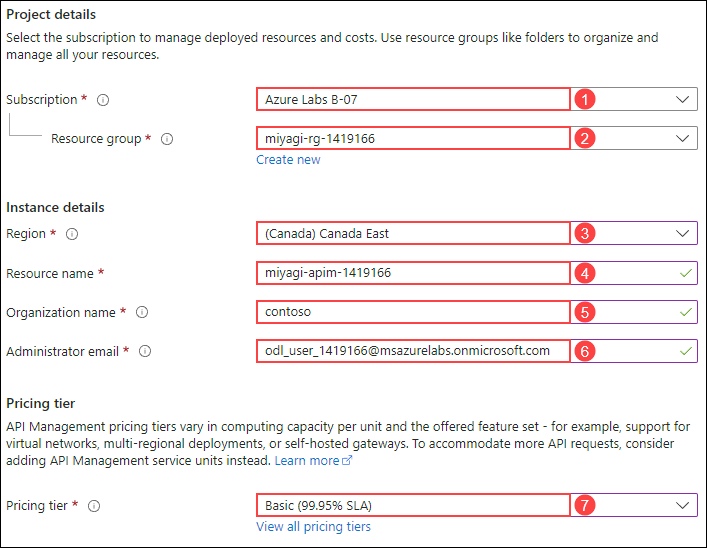 Project details
Select the subscription to manage deployed resources and costs. Use resource groups like folders to organize and
manage all your resources.
Subscription *
Azure Labs B-07
1
Resource group *
miyagi-rg-1419166
2
Create new
Instance details
Region *
(Canada) Canada East
3
Resource name *
miyagi-apim-1419166
4
Organization name *
contoso
5
Administrator email *
odl_user_1419166@msazurelabs.onmicrosoft.com
6
Pricing tier
API Management pricing tiers vary in computing capacity per unit and the offered feature set - for example, support for
virtual networks, multi-regional deployments, or self-hosted gateways. To accommodate more API requests, consider
adding API Management service units instead. Learn more
Pricing tier *
Basic (99.95% SLA)
7
View all pricing tiers